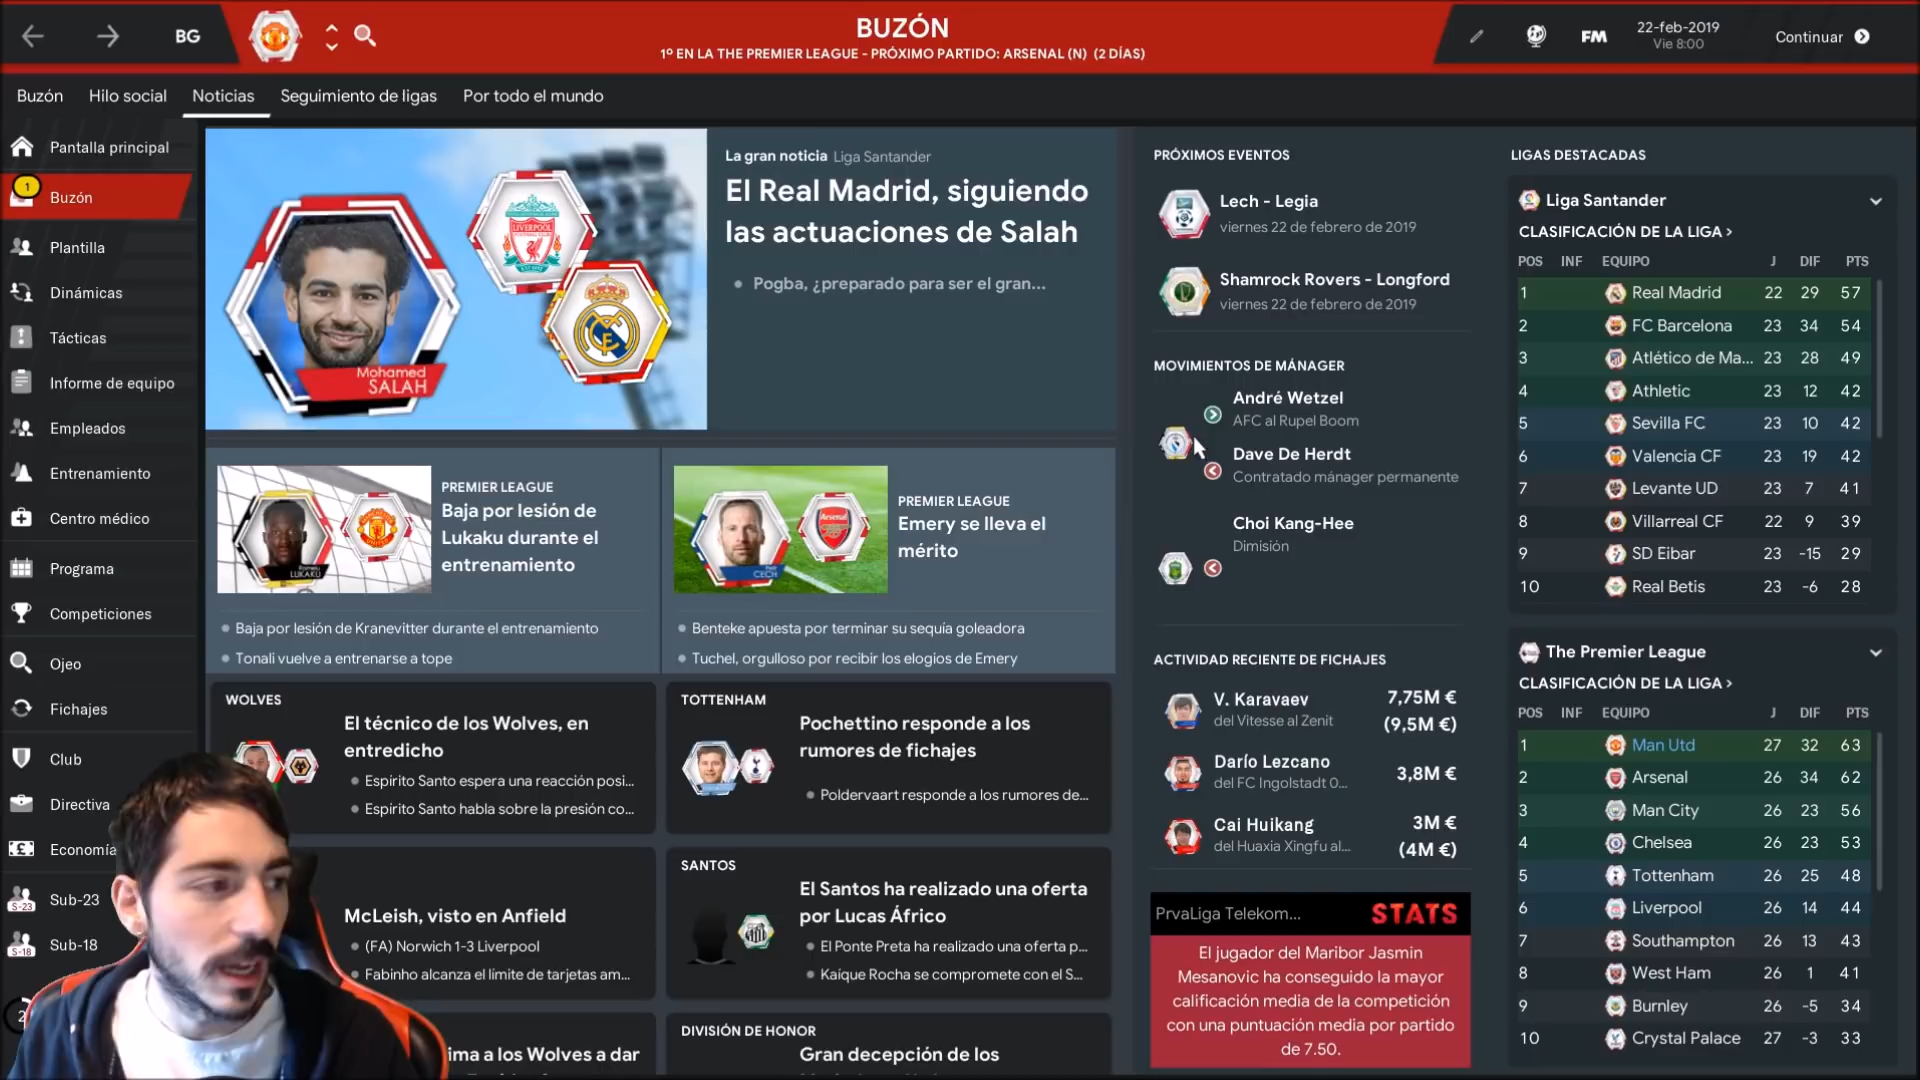 BG
BUZÓN
1º EN LA THE PREMIER LEAGUE - PRÓXIMO PARTIDO: ARSENAL (N) (2 DÍAS)
FM
22-feb-2019
Vie 8:00
Continuar
Buzón
Hilo social
Noticias
Seguimiento de ligas
Por todo el mundo
Pantalla principal
1
Buzón
Plantilla
Dinámicas
Tácticas
Informe de equipo
Empleados
Entrenamiento
Centro médico
Programa
Competiciones
Ojeo
Fichajes
Club
Directiva
Economía
S-23
Sub-23
S-18
Sub-18
Mohamed
SALAH
LIVERPOOL
La gran noticia Liga Santander
El Real Madrid, siguiendo
las actuaciones de Salah
Pogba, ¿preparado para ser el gran...
Romelu
LUKAKU
PREMIER LEAGUE
Baja por lesión de
Lukaku durante el
entrenamiento
Baja por lesión de Kranevitter durante el entrenamiento
Tonali vuelve a entrenarse a tope
Petr
CECH
Arsenal
PREMIER LEAGUE
Emery se lleva el
mérito
Benteke apuesta por terminar su sequía goleadora
Tuchel, orgulloso por recibir los elogios de Emery
WOLVES
El técnico de los Wolves, en
entredicho
Espirito Santo espera una reacción posi...
Espirito Santo habla sobre la presión co...
TOTTENHAM
Pochettino responde a los
rumores de fichajes
Poldervaart responde a los rumores de...
McLeish, visto en Anfield
(FA) Norwich 1-3 Liverpool
Fabinho alcanza el límite de tarjetas am...
SANTOS
El Santos ha realizado una oferta
por Lucas África
El Ponte Preta ha realizado una oferta p...
Kaíque Rocha se compromete con el S...
ima a los Wolves a dar
DIVISIÓN DE HONOR
Gran decepción de los
PRÓXIMOS EVENTOS
Lech - Legia
viernes 22 de febrero de 2019
Shamrock Rovers - Longford
viernes 22 de febrero de 2019
MOVIMIENTOS DE MÁNAGER
André Wetzel
AFC al Rupel Boom
Dave De Herdt
Contratado mánager permanente
Choi Kang-Hee
Dimisión
ACTIVIDAD RECIENTE DE FICHAJES
V. Karavaev 7,75M €
del Vitesse al Zenit (9,5M €)
Darío Lezcano 3,8M €
del FC Ingolstadt 0...
Cai Huikang 3M €
del Huaxia Xingfu al... (4M €)
PrvaLiga Telekom... STATS
El jugador del Maribor Jasmin
Mesanovic ha conseguido la mayor
calificación media de la competición
con una puntuación media por partido
de 7.50.
LIGAS DESTACADAS
Liga Santander
CLASIFICACIÓN DE LA LIGA >
POS INF EQUIPO J DIF PTS
1 Real Madrid 22 29 57
2 FC Barcelona 23 34 54
3 Atlético de Ma... 23 28 49
4 Athletic 23 12 42
5 Sevilla FC 23 10 42
6 Valencia CF 23 19 42
7 Levante UD 23 7 41
8 Villarreal CF 22 9 39
9 SD Eibar 23 -15 29
10 Real Betis 23 -6 28
The Premier League
CLASIFICACIÓN DE LA LIGA >
POS INF EQUIPO J DIF PTS
1 Man Utd 27 32 63
2 Arsenal 26 34 62
3 Man City 26 23 56
4 Chelsea 26 23 53
5 Tottenham 26 25 48
6 Liverpool 26 14 44
7 Southampton 26 13 43
8 West Ham 26 1 41
9 Burnley 26 -5 34
10 Crystal Palace 27 -3 33